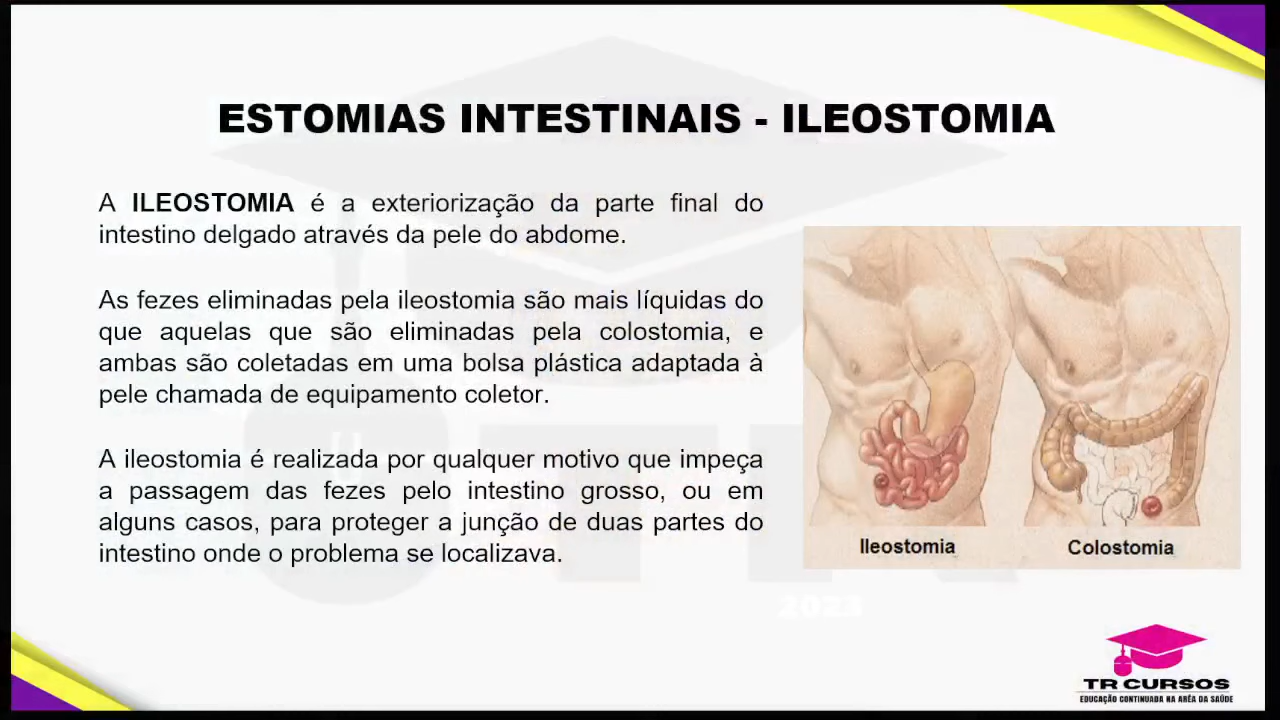 ESTOMIAS INTESTINAIS - ILEOSTOMIA
A ILEOSTOMIA é a exteriorização da parte final do
intestino delgado através da pele do abdome.
As fezes eliminadas pela ileostomia são mais líquidas do
que aquelas que são eliminadas pela colostomia, e
ambas são coletadas em uma bolsa plástica adaptada à
pele chamada de equipamento coletor.
A ileostomia é realizada por qualquer motivo que impeça
a passagem das fezes pelo intestino grosso, ou em
alguns casos, para proteger a junção de duas partes do
intestino onde o problema se localizava.
Ileostomia
Colostomia
2023
TR CURSOS
EDUCAÇÃO CONTINUADA NA ARÊA DA SAÚDE